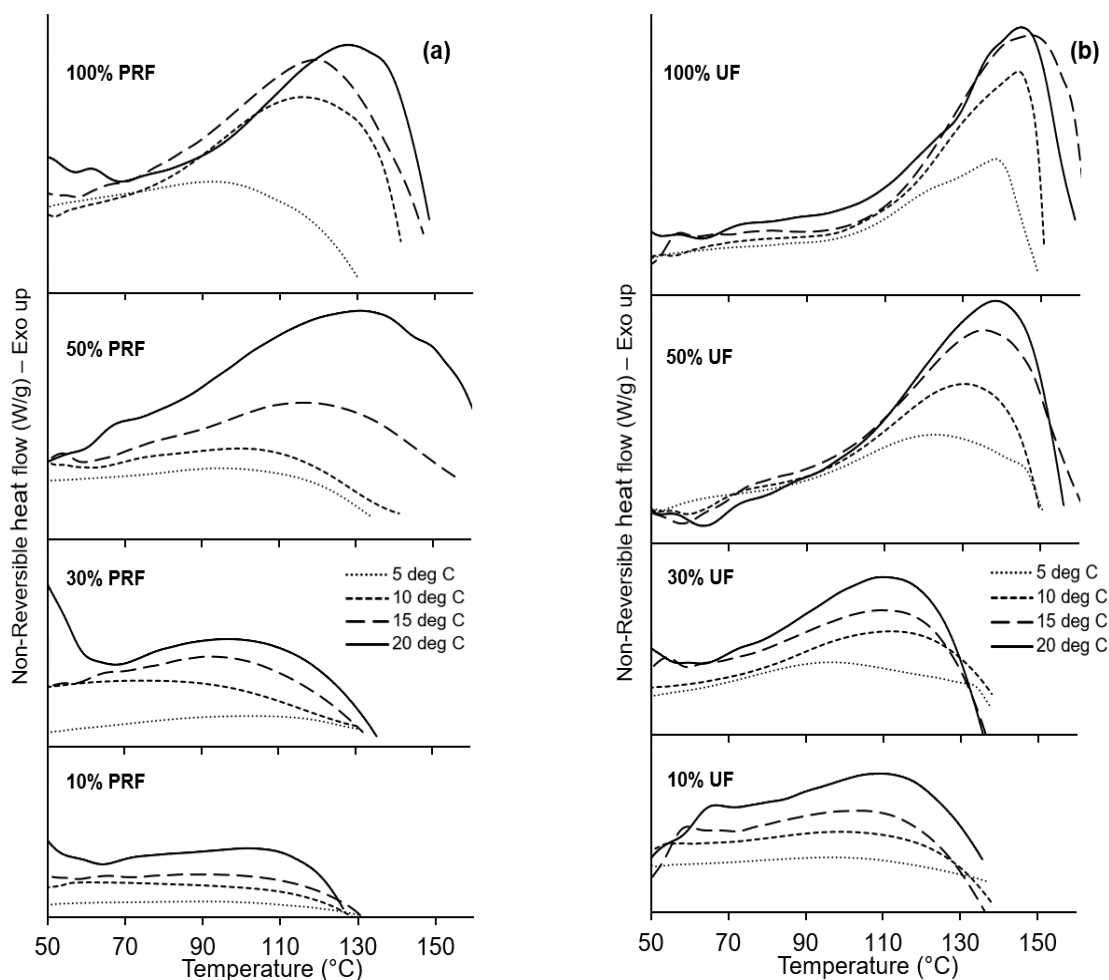 (a)
100% PRF
50% PRF
30% PRF
5 deg C
10 deg C
15 deg C
20 deg C
10% PRF
Non-Reversible heat flow (W/g) – Exo up
50 70 90 110 130 150
Temperature (°C)
(b)
100% UF
50% UF
30% UF
5 deg C
10 deg C
15 deg C
20 deg C
10% UF
Non-Reversible heat flow (W/g) – Exo up
50 70 90 110 130 150
Temperature (°C)